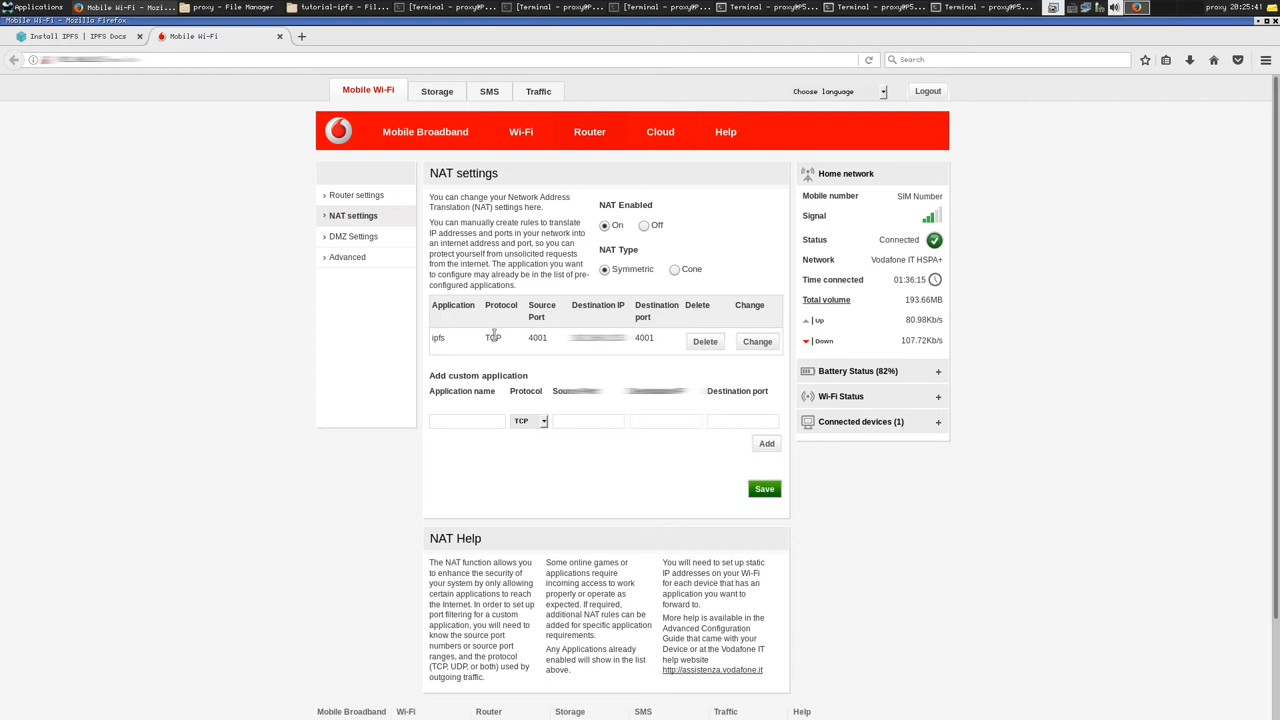 Applications Mobile Wi-Fi - Mozilla Firef... proxy - File Manager tutorial-ipfs - Fil... [Terminal - proxy@P... [Terminal - proxy@P5... [Terminal - proxy@P... [Terminal - proxy@P5... [Terminal - proxy@P5... proxy 20:25:41
Mobile Wi-Fi - Mozilla Firefox
Install IPFS | IPFS Docs Mobile Wi-Fi
Search
Mobile Wi-Fi Storage SMS Traffic Choose language Logout
Mobile Broadband Wi-Fi Router Cloud Help
Router settings
NAT settings
DMZ Settings
Advanced
NAT settings
You can change your Network Address
Translation (NAT) settings here.
You can manually create rules to translate
IP addresses and ports in your network into
an internet address and port, so you can
protect yourself from unsolicited requests
from the internet. The application you want
to configure may already be in the list of pre-
configured applications.
NAT Enabled
On Off
NAT Type
Symmetric Cone
Application Protocol Source Port Destination IP Destination port Delete Change
ipfs TCP 4001 4001 Delete Change
Add custom application
Application name Protocol Destination port
TCP
Add
Save
NAT Help
The NAT function allows you
to enhance the security of
your system by only allowing
certain applications to reach
the Internet. In order to set up
port filtering for a custom
application, you will need to
know the source port
numbers or source port
ranges, and the protocol
(TCP, UDP, or both) used by
outgoing traffic.
Some online games or
applications require
incoming access to work
properly or operate as
expected. If required,
additional NAT rules can be
added for specific application
requirements.
Any Applications already
enabled will show in the list
above.
You will need to set up static
IP addresses on your Wi-Fi
for each device that has an
application you want to
forward to.
More help is available in the
Advanced Configuration
Guide that came with your
Device or at the Vodafone IT
help website
http://assistenza.vodafone.it
Home network
Mobile number SIM Number
Signal
Status Connected
Network Vodafone IT HSPA+
Time connected 01:36:15
Total volume 193.66MB
| Up 80.98Kb/s
| Down 107.72Kb/s
Battery Status (82%) +
Wi-Fi Status +
Connected devices (1) +
Mobile Broadband Wi-Fi Router Storage SMS Traffic Help